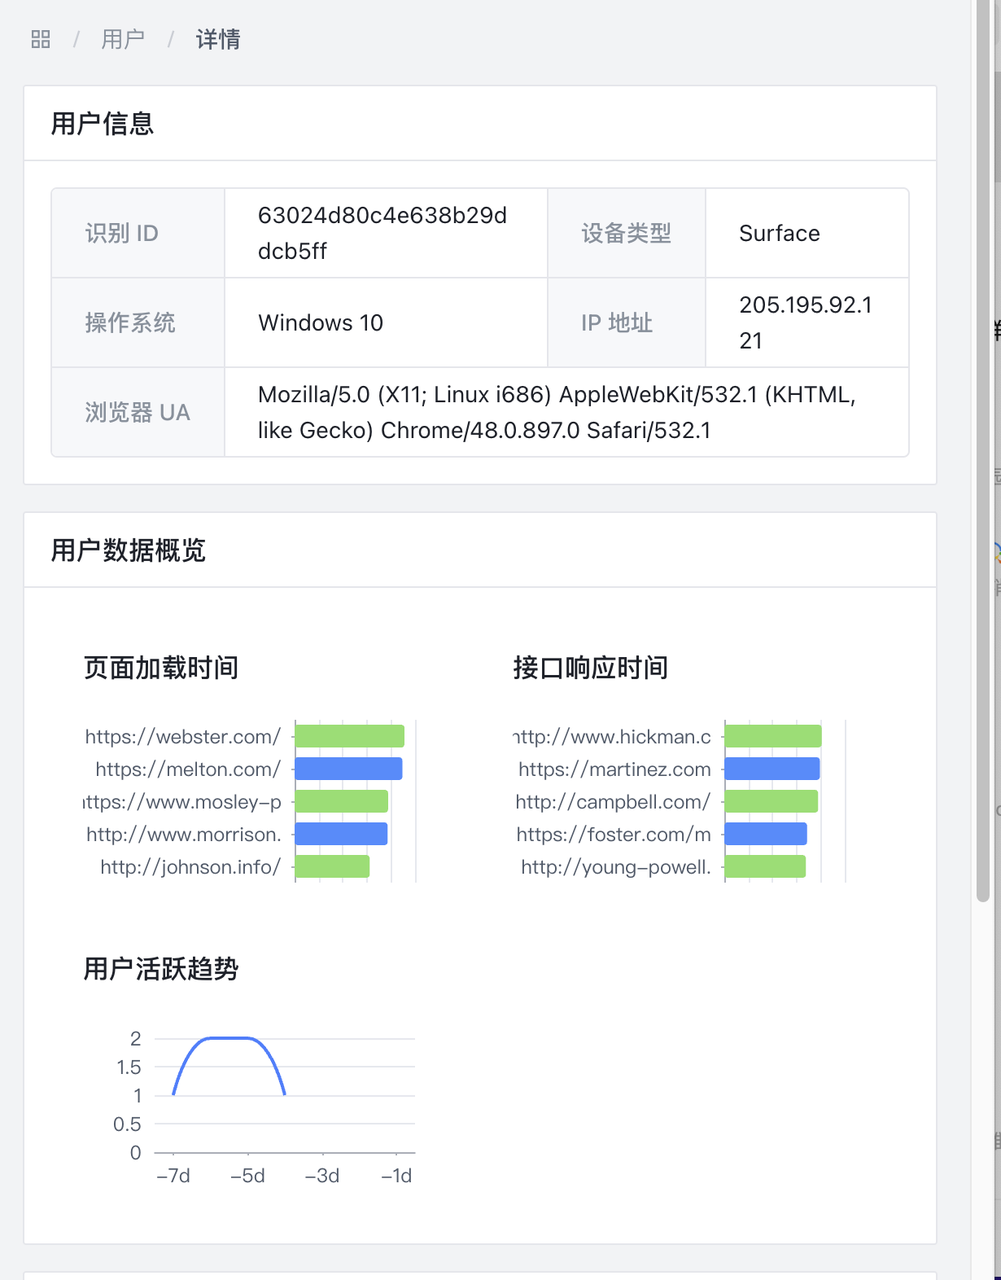 / 用户 / 详情
用户信息
识别 ID
63024d80c4e638b29d
dcb5ff
设备类型
Surface
操作系统
Windows 10
IP 地址
205.195.92.1
21
浏览器 UA
Mozilla/5.0 (X11; Linux i686) AppleWebKit/532.1 (KHTML,
like Gecko) Chrome/48.0.897.0 Safari/532.1
用户数据概览
页面加载时间
https://webster.com/
https://melton.com/
ttps://www.mosley-p
http://www.morrison.
http://johnson.info/
接口响应时间
http://www.hickman.c
https://martinez.com
http://campbell.com/
https://foster.com/m
http://young-powell.
用户活跃趋势
2
1.5
1
0.5
0
-7d -5d -3d -1d